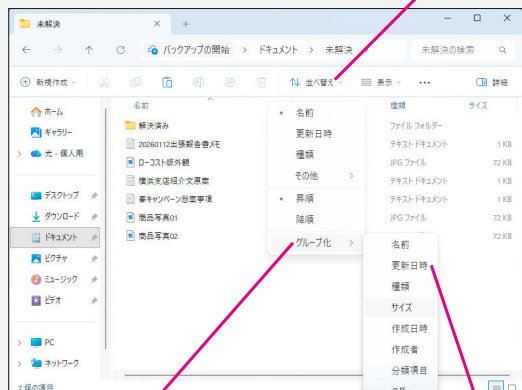 未解決
バックアップの開始 > ドキュメント > 未解決 >
未解決の検索
新規作成
並べ替え
表示
詳細
ホーム
ギャラリー
光 - 個人用
デスクトップ
ダウンロード
ドキュメント
ピクチャ
ミュージック
ビデオ
PC
ネットワーク
7 個の項目
名前 種類 サイズ
解決済み ファイル フォルダー
20260112出張報告書メモ テキスト ドキュメント 1 KB
ローコスト版外観 JPG ファイル 72 KB
横浜支店紹介文原案 テキスト ドキュメント 1 KB
春キャンペーン懸案事項 テキスト ドキュメント 1 KB
商品写真01 JPG ファイル 72 KB
商品写真02 72 KB
名前
更新日時
種類
その他
昇順
降順
グループ化
名前
更新日時
種類
サイズ
作成日時
作成者
分類項目